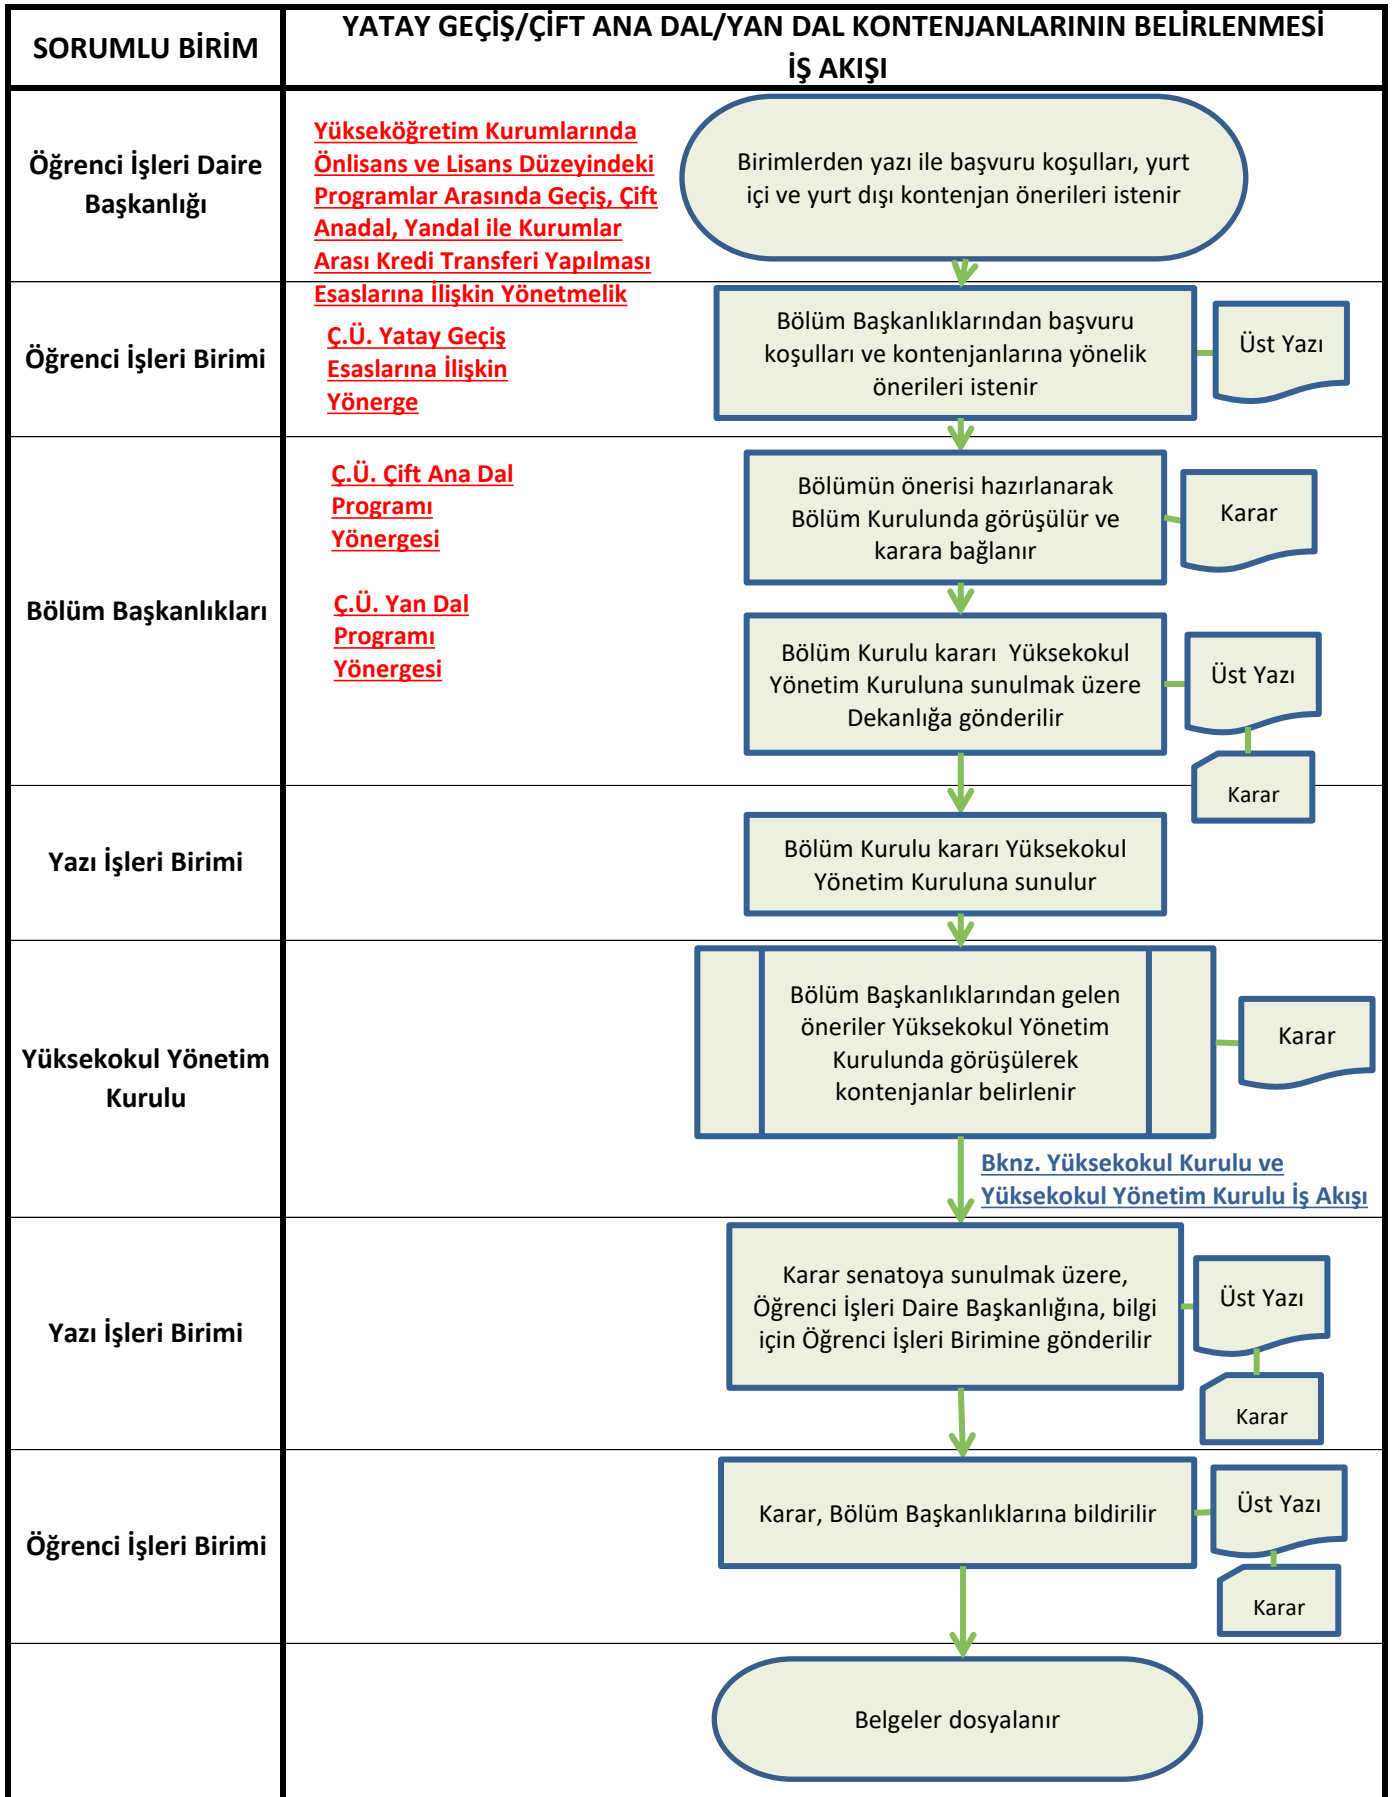 SORUMLU BİRİM
YATAY GEÇİŞ/ÇİFT ANA DAL/YAN DAL KONTENJANLARININ BELİRLENMESİ
İŞ AKIŞI
Öğrenci İşleri Daire
Başkanlığı
Yükseköğretim Kurumlarında
Önlisans ve Lisans Düzeyindeki
Programlar Arasında Geçiş, Çift
Anadal, Yandal ile Kurumlar
Arası Kredi Transferi Yapılması
Esaslarına İlişkin Yönetmelik
Birimlerden yazı ile başvuru koşulları, yurt
içi ve yurt dışı kontenjan önerileri istenir
Öğrenci İşleri Birimi
Ç.Ü. Yatay Geçiş
Esaslarına İlişkin
Yönerge
Bölüm Başkanlıklarından başvuru
koşulları ve kontenjanlarına yönelik
önerileri istenir
Üst Yazı
Bölüm Başkanlıkları
Ç.Ü. Çift Ana Dal
Programı
Yönergesi
Ç.Ü. Yan Dal
Programı
Yönergesi
Bölümün önerisi hazırlanarak
Bölüm Kurulunda görüşülür ve
karara bağlanır
Karar
Bölüm Kurulu kararı  Yüksekokul
Yönetim Kuruluna sunulmak üzere
Dekanlığa gönderilir
Üst Yazı
Karar
Yazı İşleri Birimi
Bölüm Kurulu kararı Yüksekokul
Yönetim Kuruluna sunulur
Yüksekokul Yönetim
Kurulu
Bölüm Başkanlıklarından gelen
öneriler Yüksekokul Yönetim
Kurulunda görüşülerek
kontenjanlar belirlenir
Karar
Bknz. Yüksekokul Kurulu ve
Yüksekokul Yönetim Kurulu İş Akışı
Yazı İşleri Birimi
Karar senatoya sunulmak üzere,
Öğrenci İşleri Daire Başkanlığına, bilgi
için Öğrenci İşleri Birimine gönderilir
Üst Yazı
Karar
Öğrenci İşleri Birimi
Karar, Bölüm Başkanlıklarına bildirilir
Üst Yazı
Karar
Belgeler dosyalanır